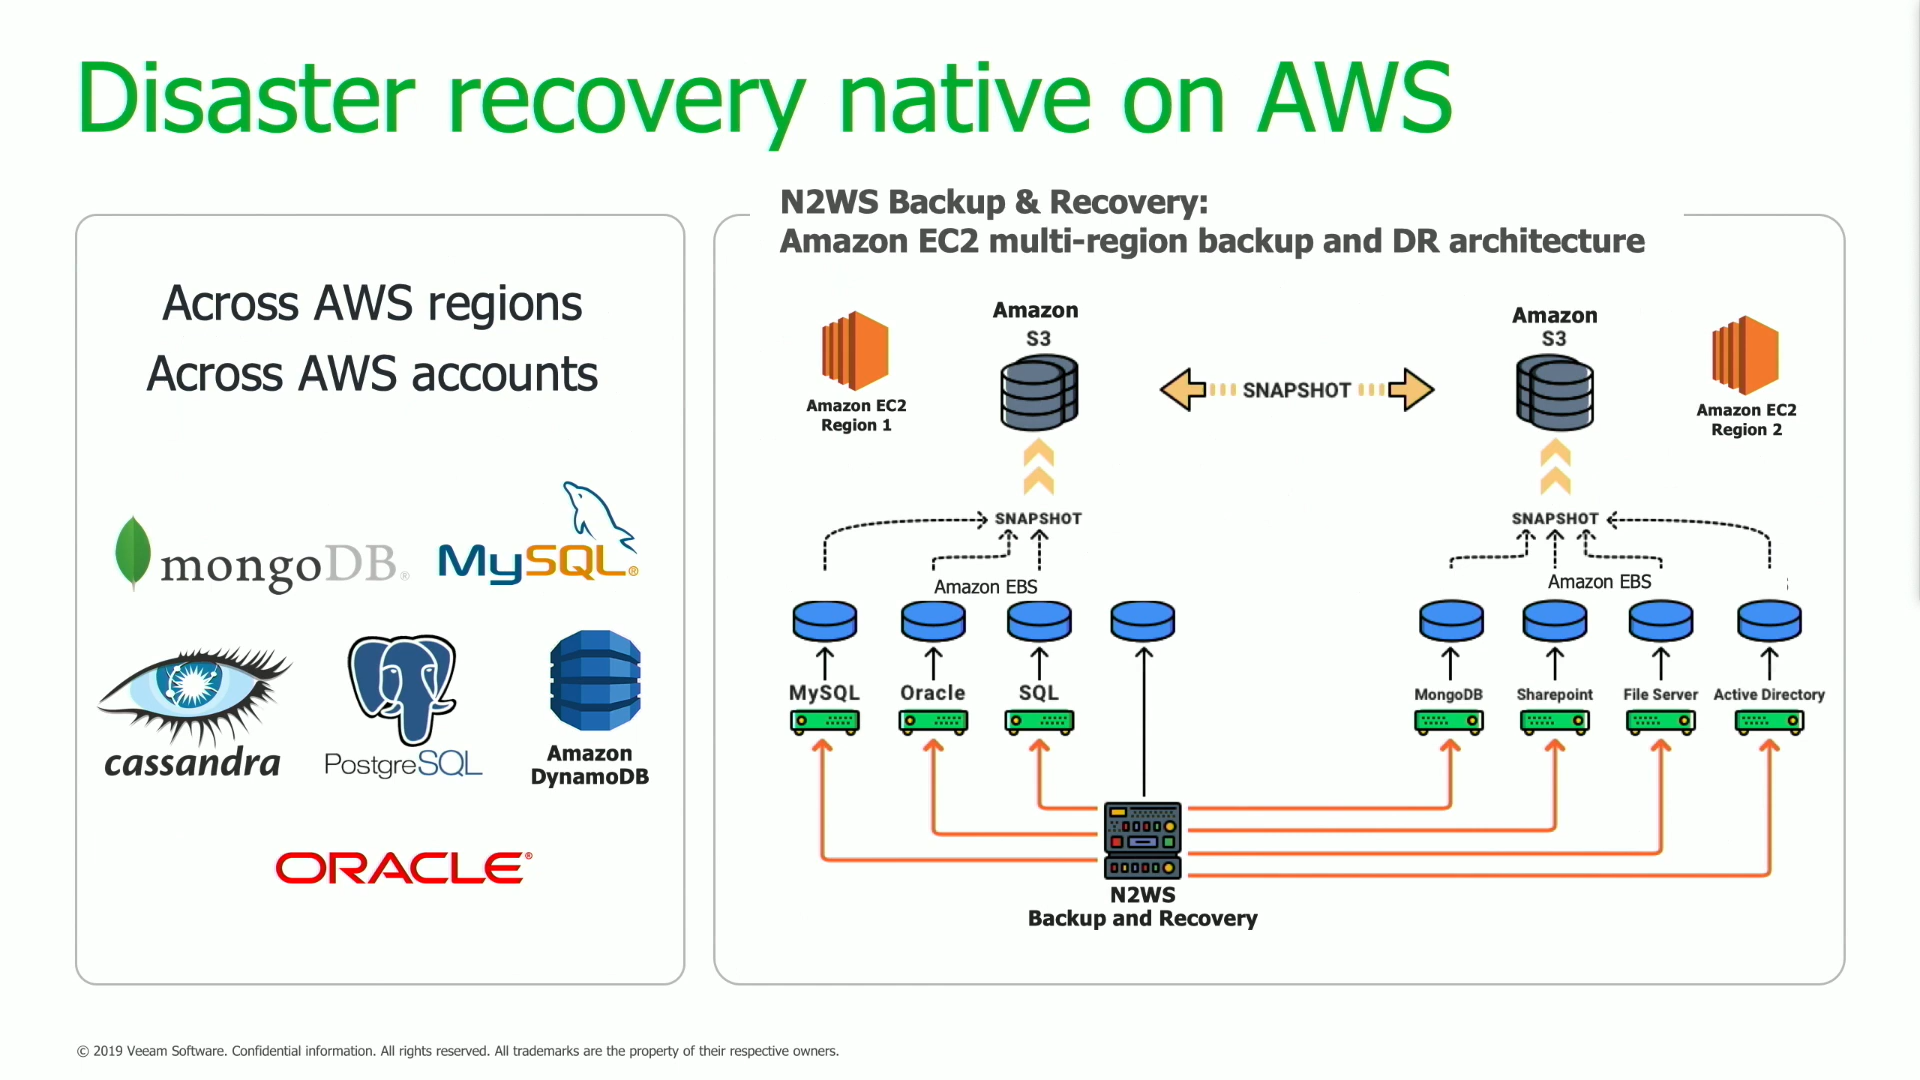 Disaster recovery native on AWS
N2WS Backup & Recovery:
Amazon EC2 multi-region backup and DR architecture
Across AWS regions
Across AWS accounts
mongoDB®
MySQL®
cassandra
PostgreSQL
Amazon
DynamoDB
ORACLE®
Amazon
S3
Amazon EC2
Region 1
SNAPSHOT
Amazon
S3
Amazon EC2
Region 2
SNAPSHOT
SNAPSHOT
Amazon EBS
Amazon EBS
MySQL
Oracle
SQL
MongoDB
Sharepoint
File Server
Active Directory
N2WS
Backup and Recovery
© 2019 Veeam Software. Confidential information. All rights reserved. All trademarks are the property of their respective owners.